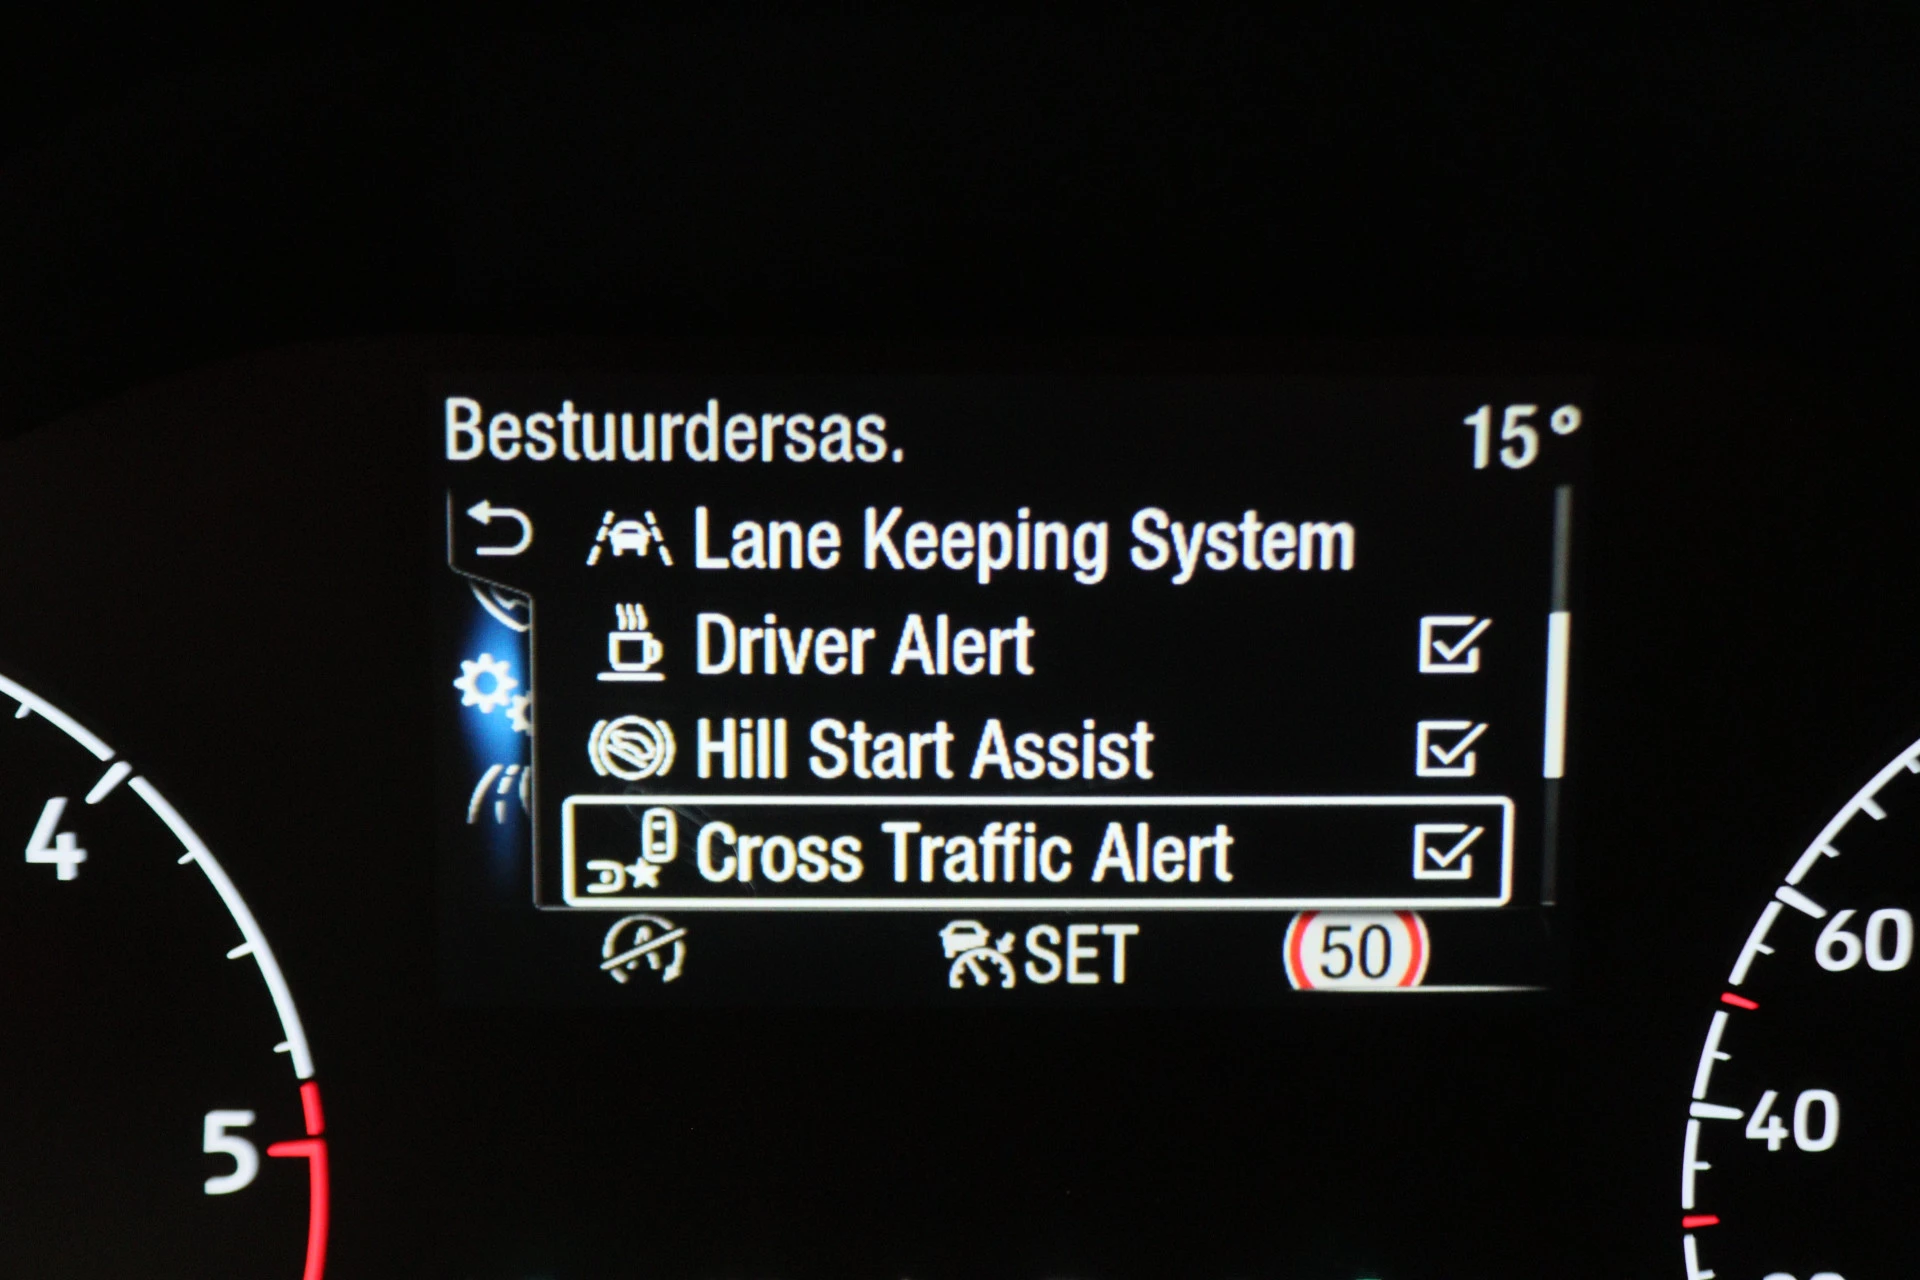 Bestuurdersas.
15°
Lane Keeping System
Driver Alert
Hill Start Assist
Cross Traffic Alert
A
SET
50
4
5
60
40